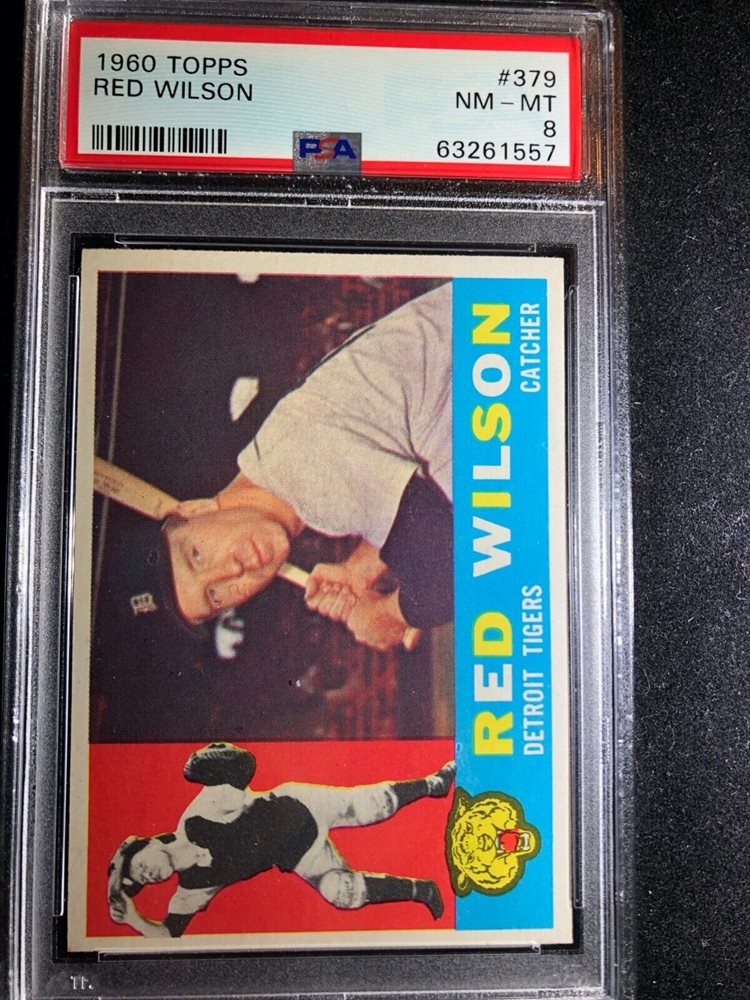 1960 TOPPS
RED WILSON
#379
NM – MT
8
63261557
PSA
RED WILSON
DETROIT TIGERS
CATCHER